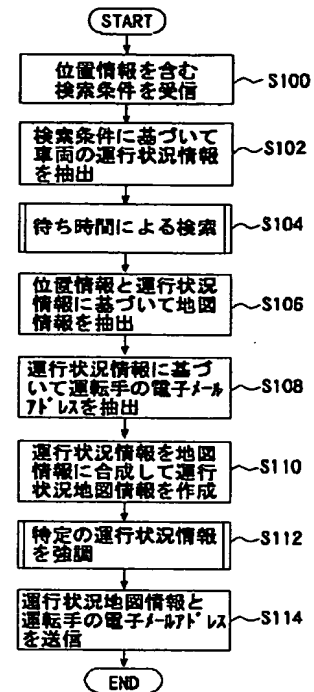 START
位置情報を含む
検索条件を受信
S100
検索条件に基づいて
車両の運行状況情報
を抽出
S102
待ち時間による検索
S104
位置情報と運行状況
情報に基づいて地図
情報を抽出
S106
運行状況情報に基づ
いて運転手の電子メール
アドレスを抽出
S108
運行状況情報を地図
情報に合成して運行
状況地図情報を作成
S110
特定の運行状況情報
を強調
S112
運行状況地図情報と
運転手の電子メールアドレス
を送信
S114
END